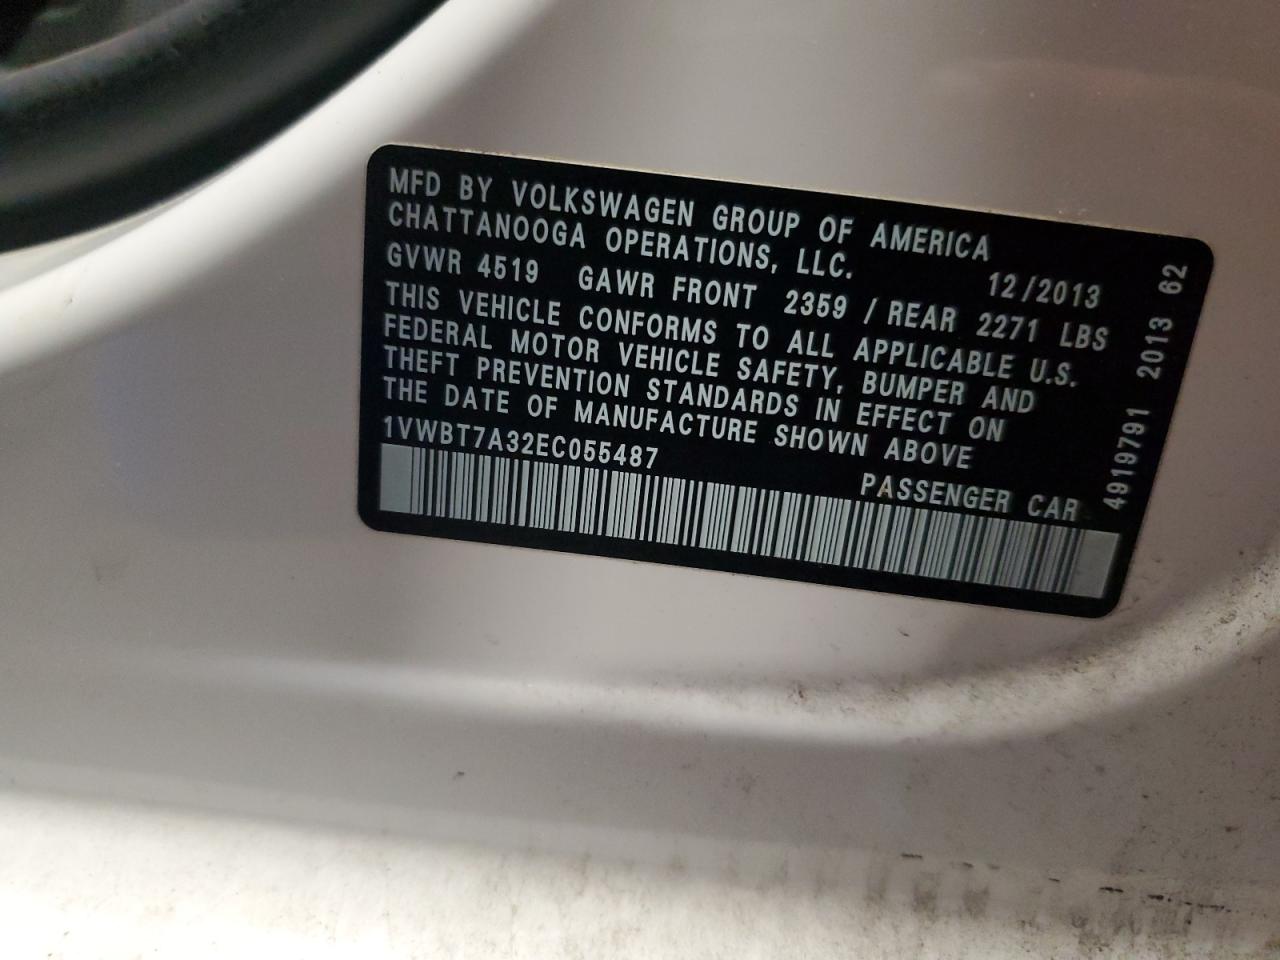 MFD BY VOLKSWAGEN GROUP OF AMERICA
CHATTANOOGA OPERATIONS, LLC. 12/2013
GVWR 4519 GAWR FRONT 2359 / REAR 2271 LBS
THIS VEHICLE CONFORMS TO ALL APPLICABLE U.S.
FEDERAL MOTOR VEHICLE SAFETY, BUMPER AND
THEFT PREVENTION STANDARDS IN EFFECT ON
THE DATE OF MANUFACTURE SHOWN ABOVE
1VWBT7A32EC055487
PASSENGER CAR
4919791 2013 62